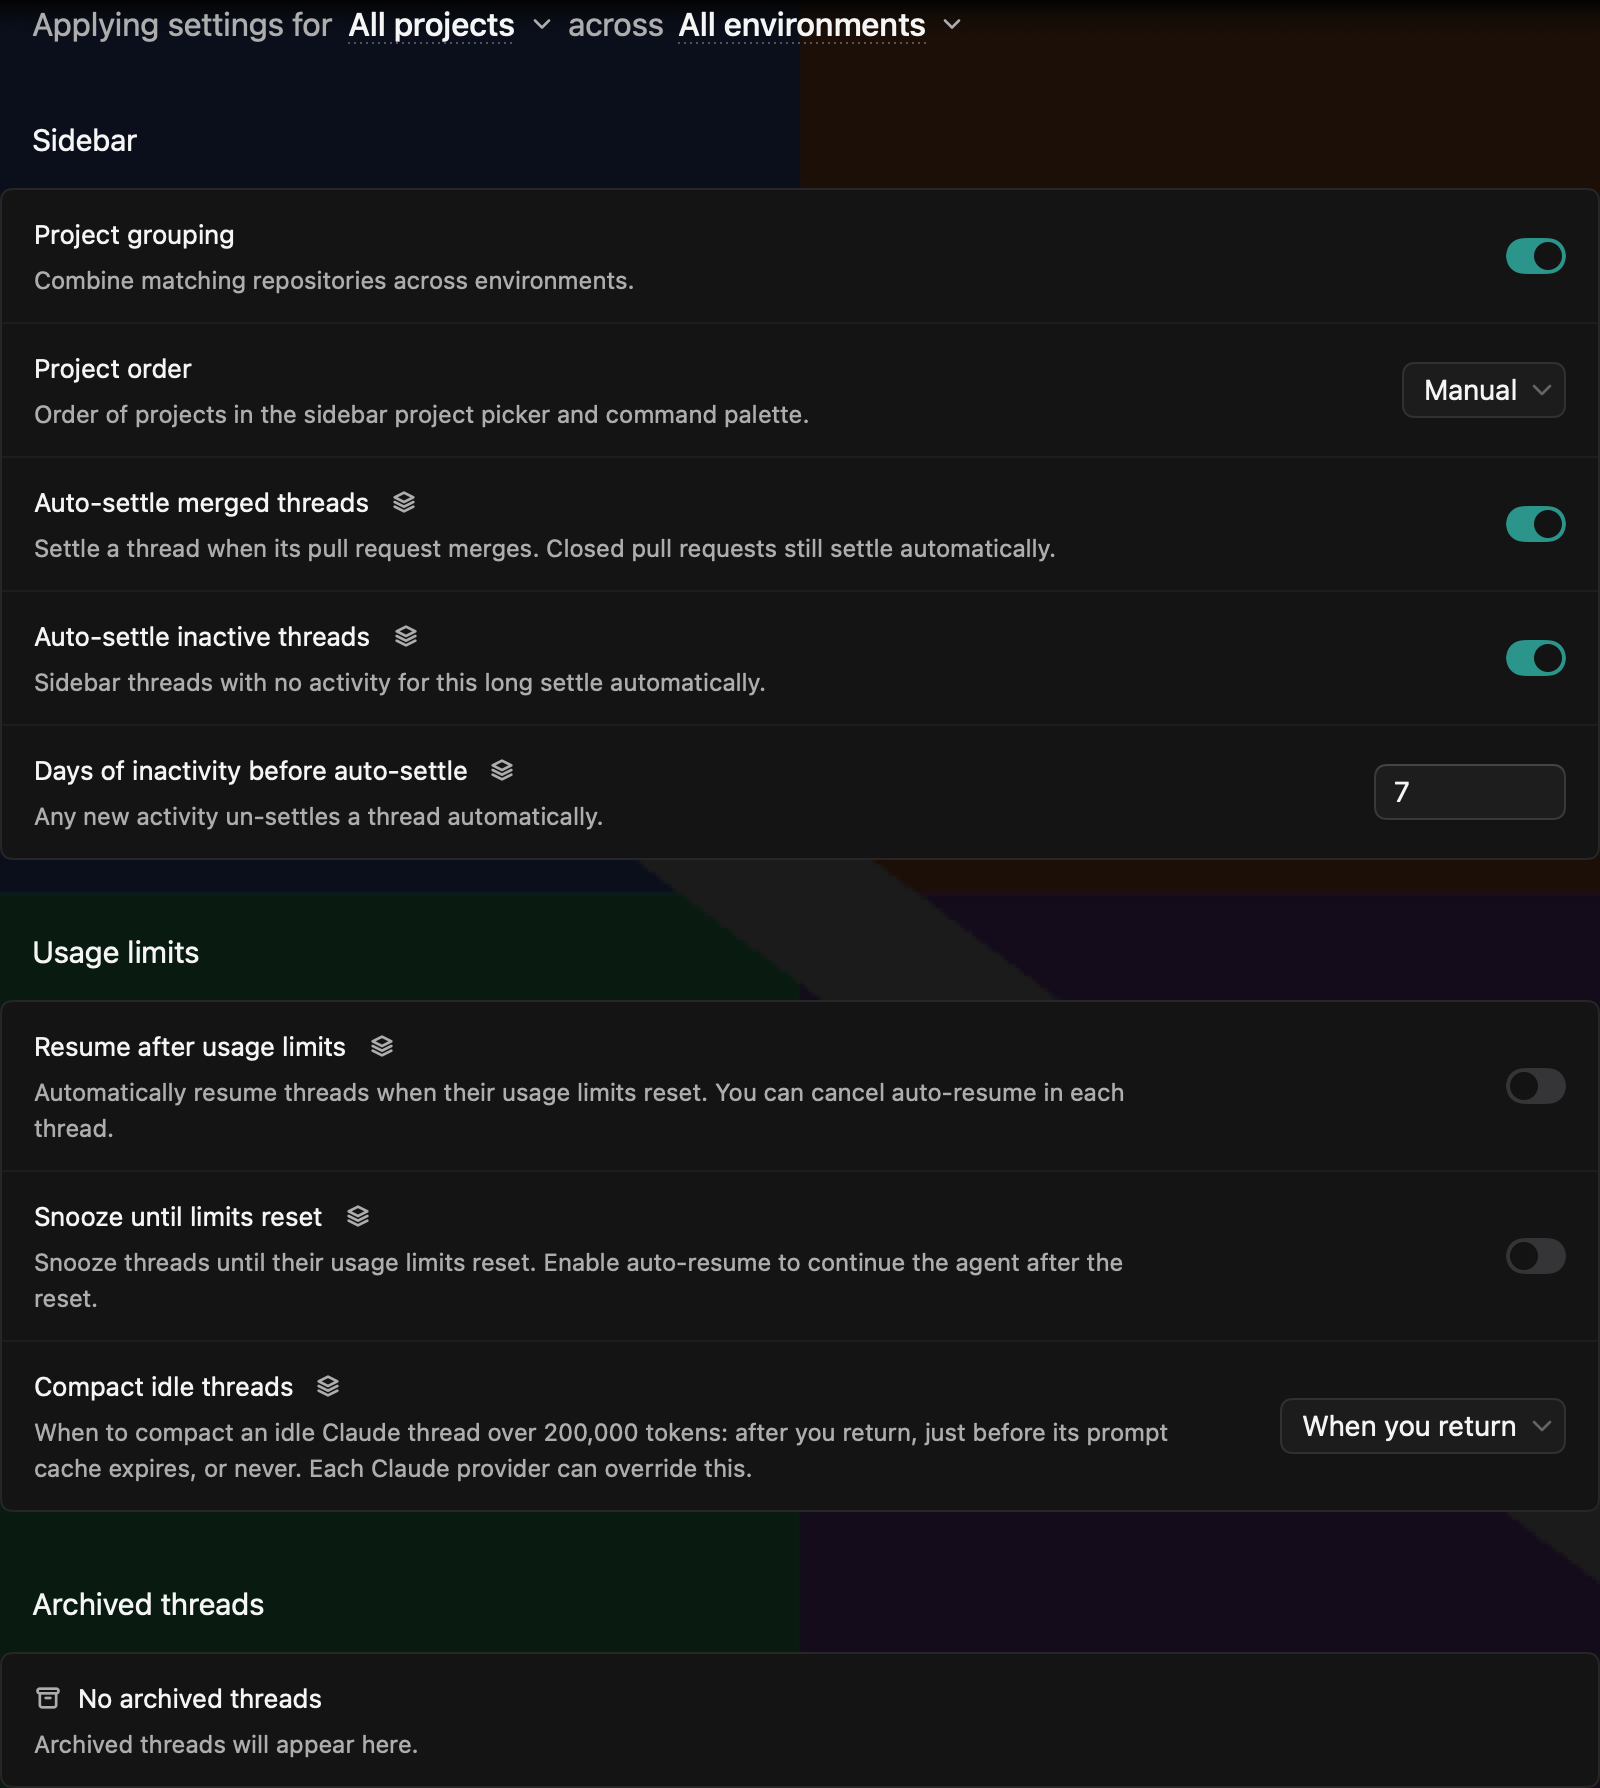 Applying settings for All projects across All environments
Sidebar
Project grouping
Combine matching repositories across environments.
Project order
Order of projects in the sidebar project picker and command palette.
Manual
Auto-settle merged threads
Settle a thread when its pull request merges. Closed pull requests still settle automatically.
Auto-settle inactive threads
Sidebar threads with no activity for this long settle automatically.
Days of inactivity before auto-settle
Any new activity un-settles a thread automatically.
7
Usage limits
Resume after usage limits
Automatically resume threads when their usage limits reset. You can cancel auto-resume in each
thread.
Snooze until limits reset
Snooze threads until their usage limits reset. Enable auto-resume to continue the agent after the
reset.
Compact idle threads
When to compact an idle Claude thread over 200,000 tokens: after you return, just before its prompt
cache expires, or never. Each Claude provider can override this.
When you return
Archived threads
No archived threads
Archived threads will appear here.